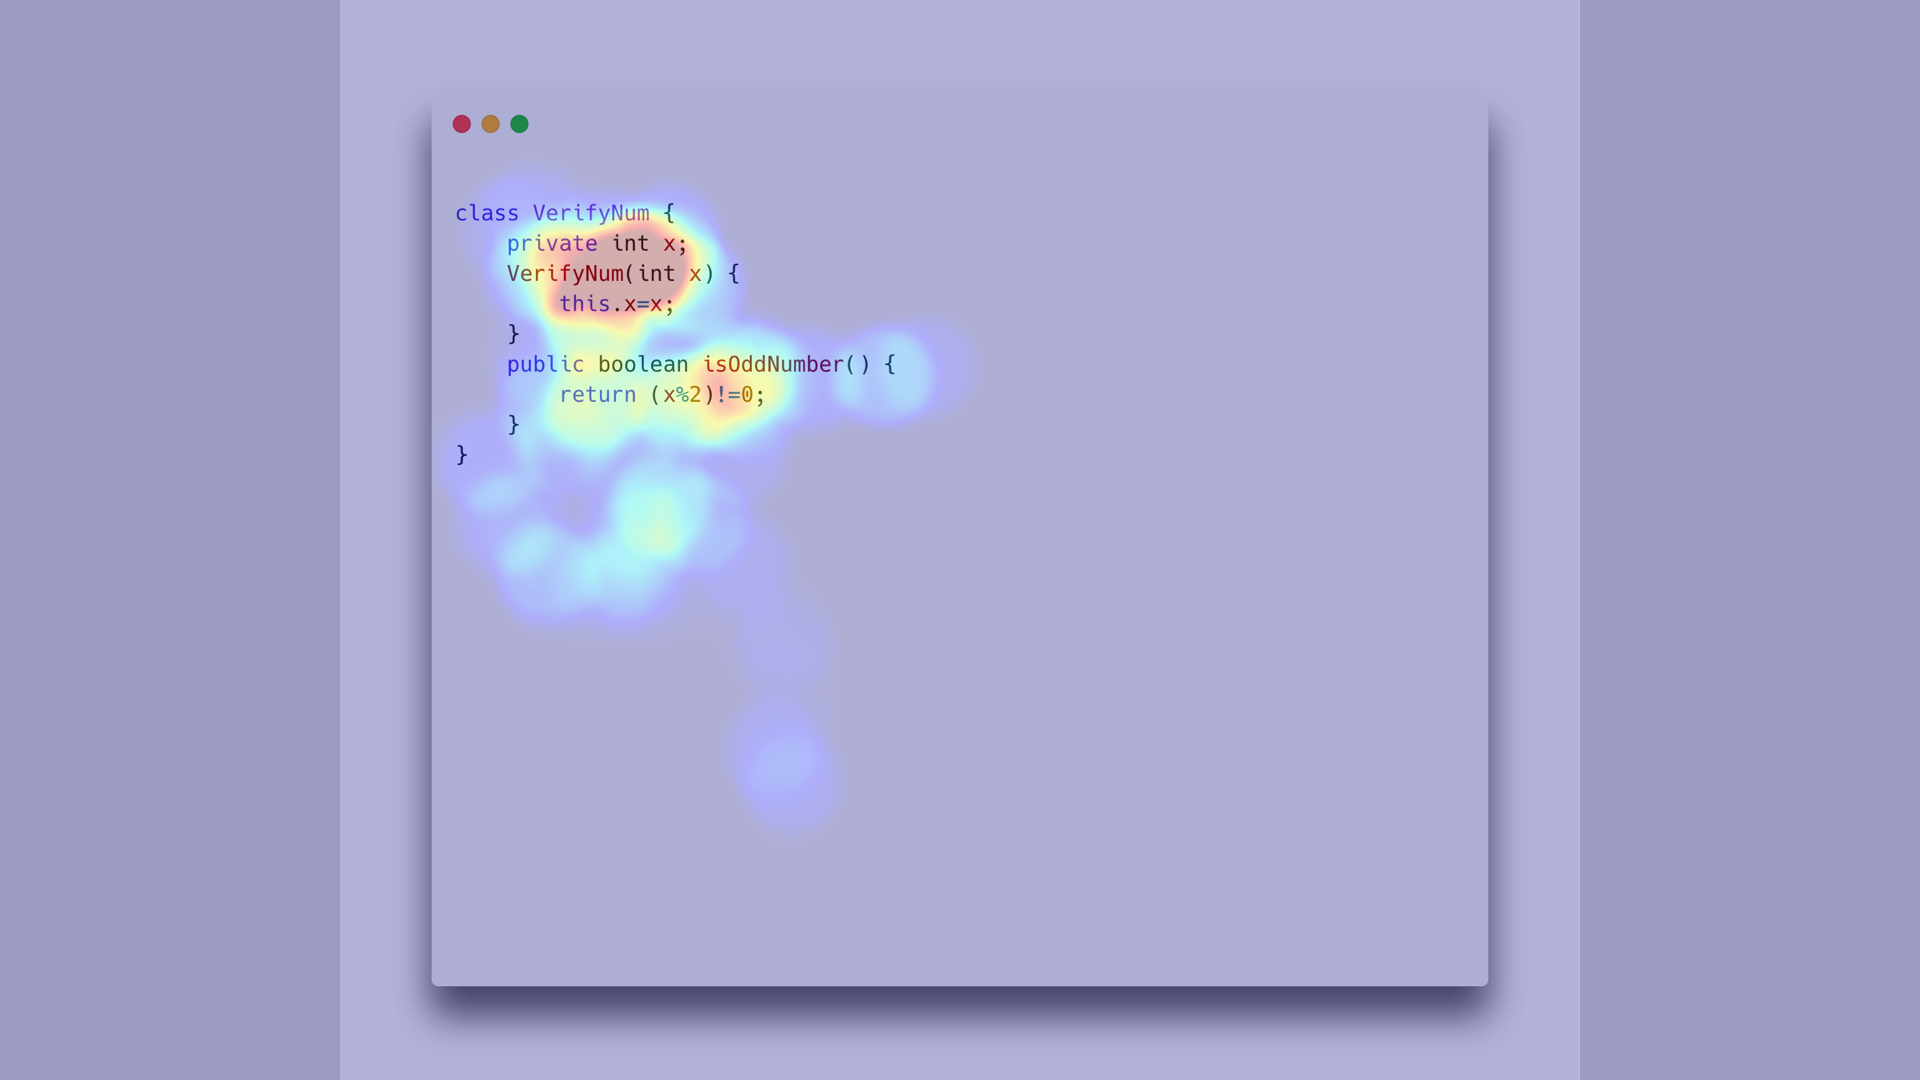 class VerifyNum {
    private int x;
    VerifyNum(int x) {
        this.x=x;
    }
    public boolean isOddNumber() {
        return (x%2)!=0;
    }
}